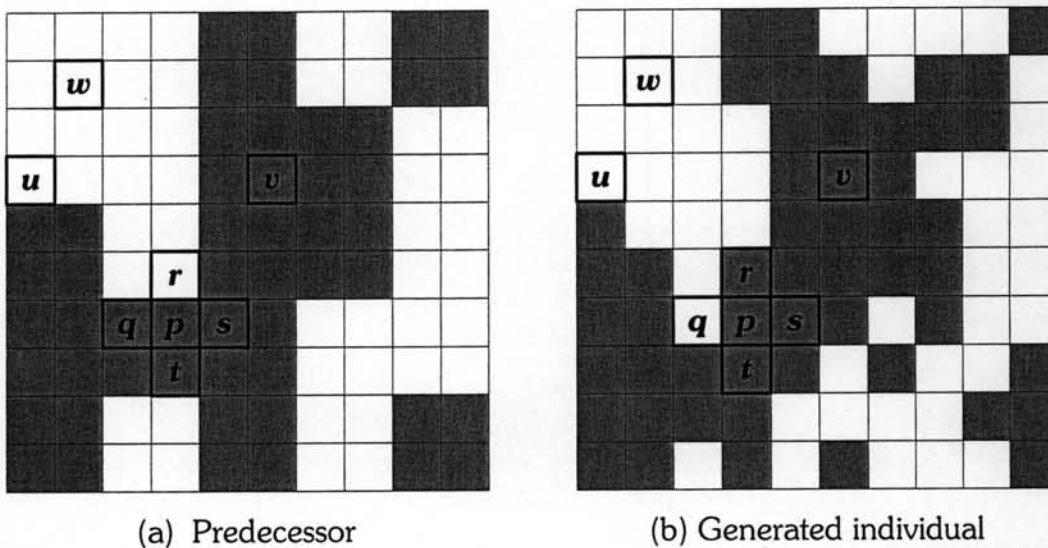 w
w
u
v
u
v
r
r
q p s
q p s
t
t
(a) Predecessor
(b) Generated individual